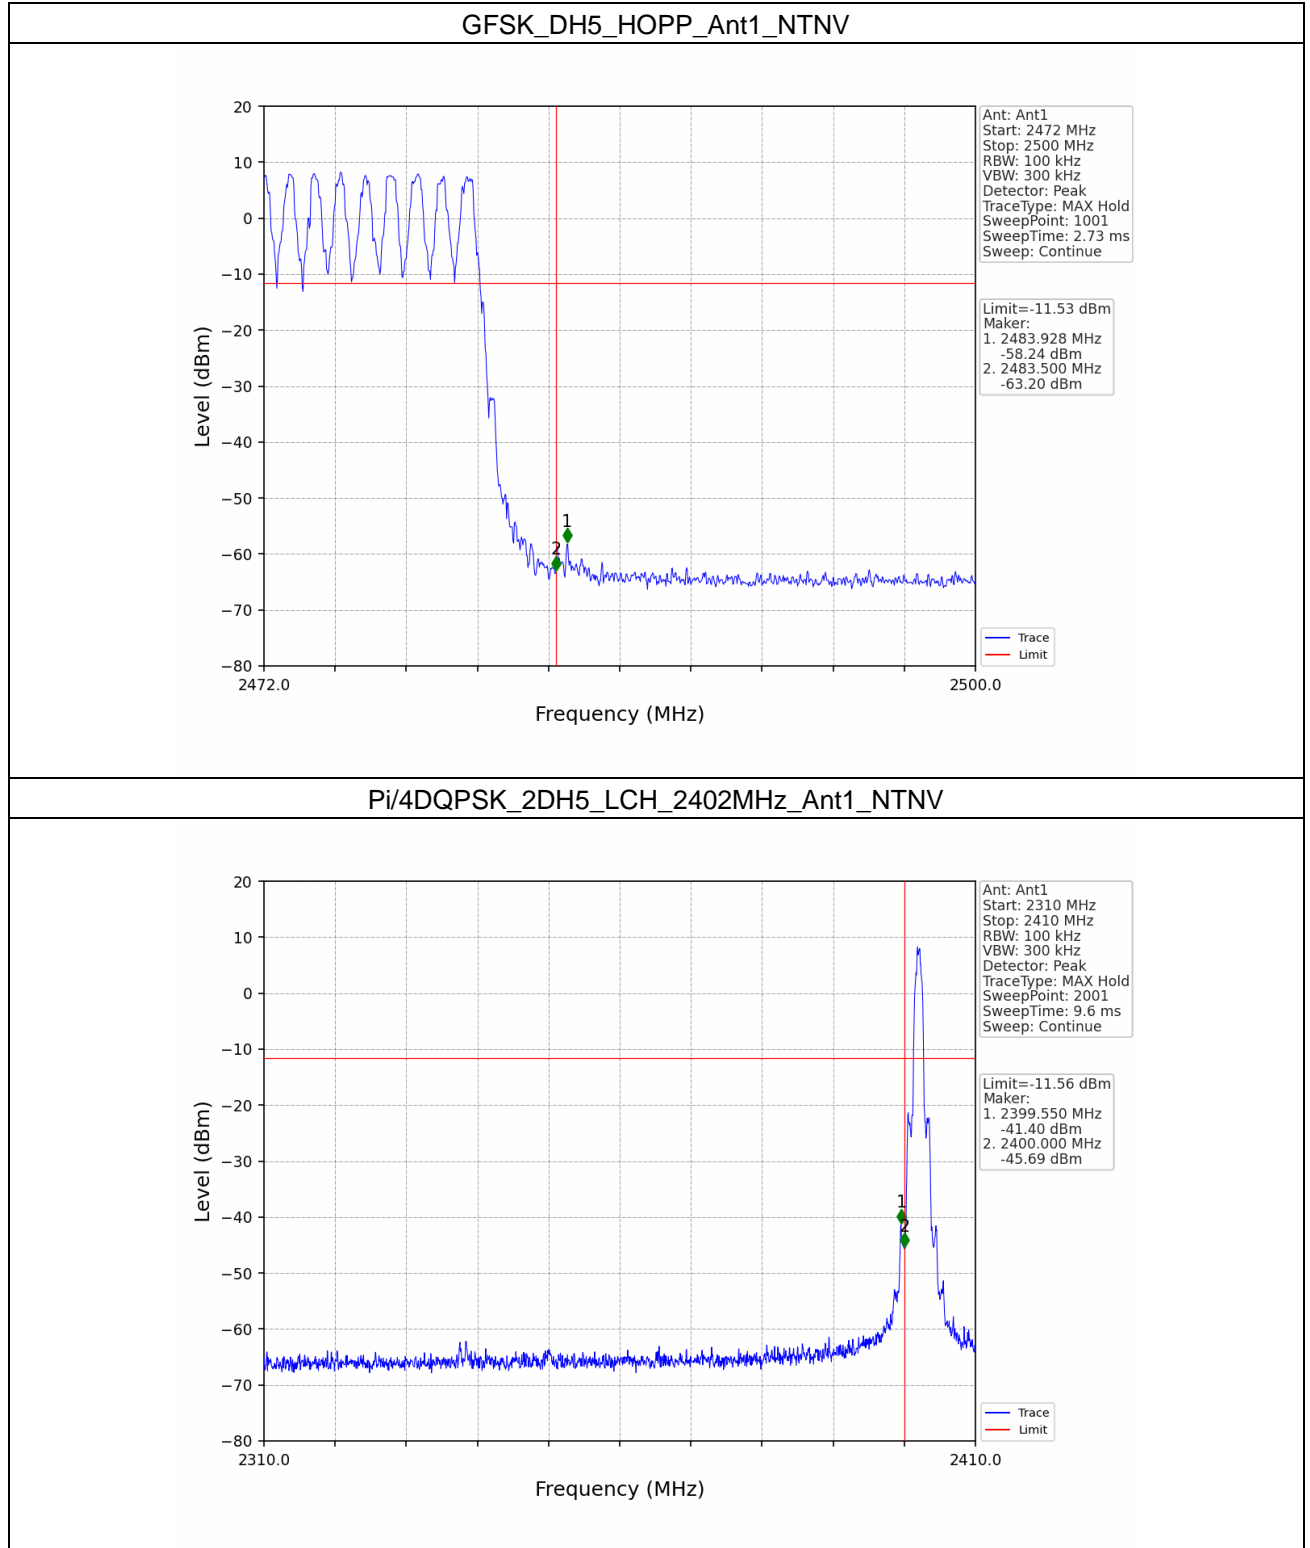 GFSK_DH5_HOPP_Ant1_NTNV
20
10
0
−10
−20
−30
−40
−50
−60
−70
−80
Level (dBm)
2472.0
2500.0
Frequency (MHz)
1
2
Ant: Ant1
Start: 2472 MHz
Stop: 2500 MHz
RBW: 100 kHz
VBW: 300 kHz
Detector: Peak
TraceType: MAX Hold
SweepPoint: 1001
SweepTime: 2.73 ms
Sweep: Continue
Limit=-11.53 dBm
Maker:
1. 2483.928 MHz
-58.24 dBm
2. 2483.500 MHz
-63.20 dBm
Trace
Limit
Pi/4DQPSK_2DH5_LCH_2402MHz_Ant1_NTNV
20
10
0
−10
−20
−30
−40
−50
−60
−70
−80
Level (dBm)
2310.0
2410.0
Frequency (MHz)
1
2
Ant: Ant1
Start: 2310 MHz
Stop: 2410 MHz
RBW: 100 kHz
VBW: 300 kHz
Detector: Peak
TraceType: MAX Hold
SweepPoint: 2001
SweepTime: 9.6 ms
Sweep: Continue
Limit=-11.56 dBm
Maker:
1. 2399.550 MHz
-41.40 dBm
2. 2400.000 MHz
-45.69 dBm
Trace
Limit